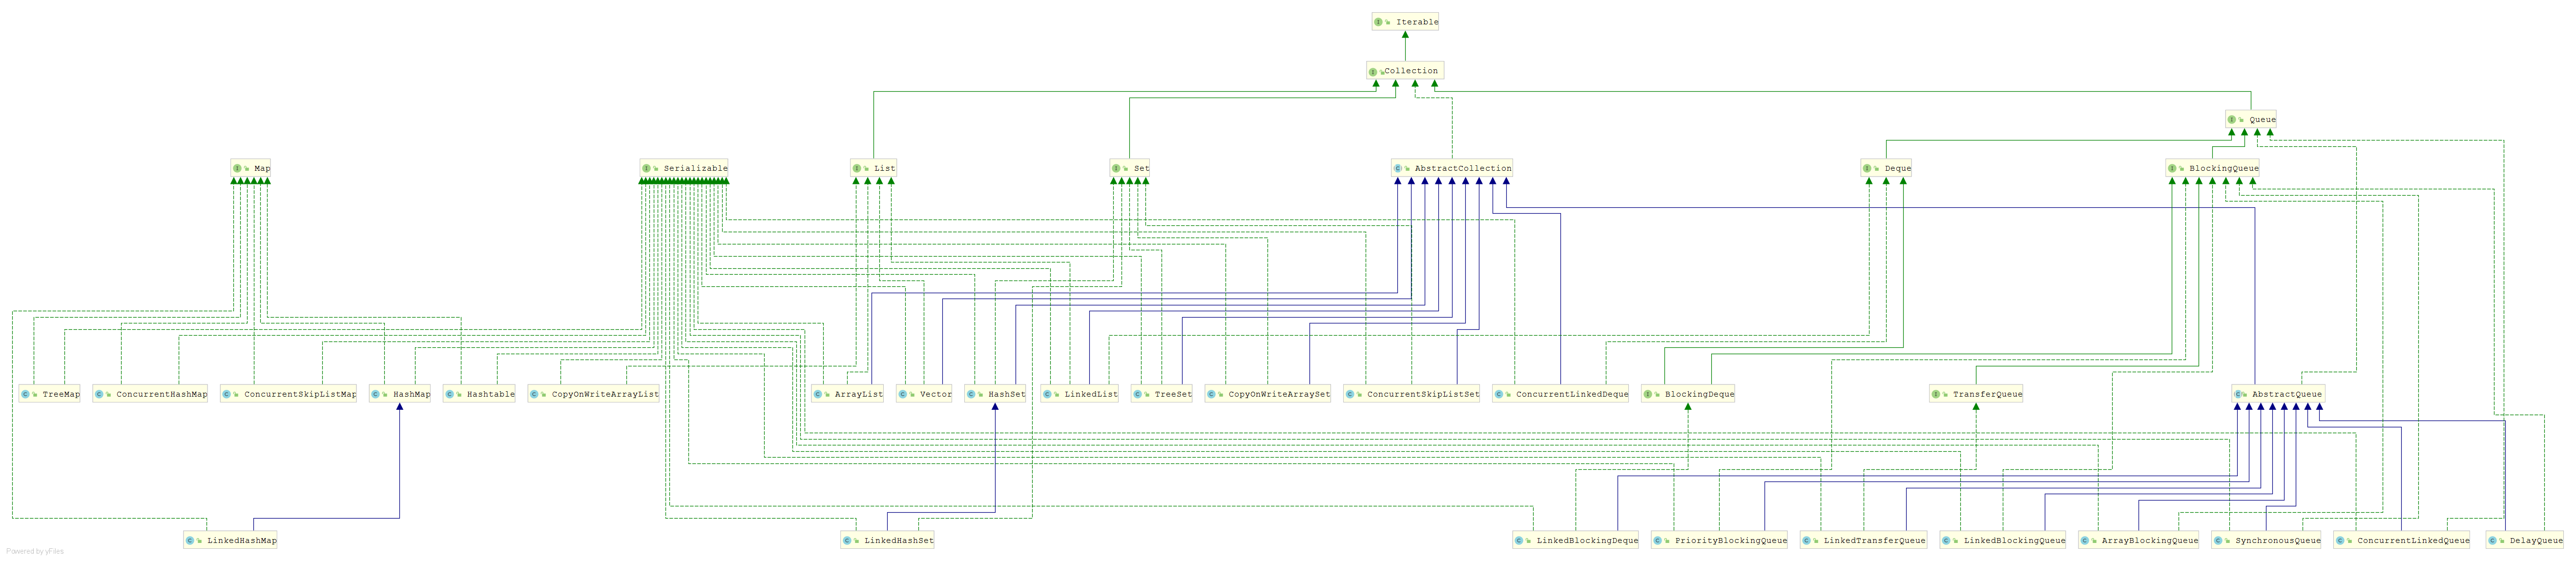 Iterable
Collection
Queue
Map
Serializable
List
Set
AbstractCollection
Deque
BlockingQueue
TreeMap
ConcurrentHashMap
ConcurrentSkipListMap
HashMap
Hashtable
CopyOnWriteArrayList
ArrayList
Vector
HashSet
LinkedList
TreeSet
CopyOnWriteArraySet
ConcurrentSkipListSet
ConcurrentLinkedDeque
BlockingDeque
TransferQueue
AbstractQueue
LinkedHashMap
LinkedHashSet
LinkedBlockingDeque
PriorityBlockingQueue
LinkedTransferQueue
LinkedBlockingQueue
ArrayBlockingQueue
SynchronousQueue
ConcurrentLinkedQueue
DelayQueue
Powered by yFiles